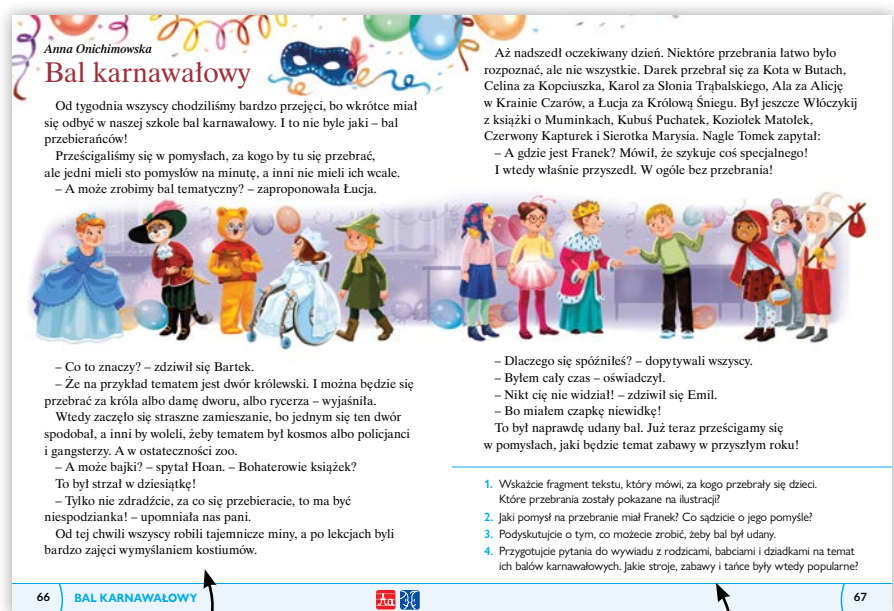 Anna Onichimowska
Bal karnawałowy
Od tygodnia wszyscy chodziliśmy bardzo przejęci, bo wkrótce miał
się odbyć w naszej szkole bal karnawałowy. I to nie byle jaki – bal
przebierańców!
Prześcigaliśmy się w pomysłach, za kogo by tu się przebrać,
ale jedni mieli sto pomysłów na minutę, a inni nie mieli ich wcale.
– A może zrobimy bal tematyczny? – zaproponowała Łucja.
– Co to znaczy? – zdziwił się Bartek.
– Że na przykład tematem jest dwór królewski. I można będzie się
przebrać za króla albo damę dworu, albo rycerza – wyjaśniła.
Wtedy zaczęło się straszne zamieszanie, bo jednym się ten dwór
spodobał, a inni by woleli, żeby tematem był kosmos albo policjanci
i gangsterzy. A w ostateczności zoo.
– A może bajki? – spytał Hoan. – Bohaterowie książek?
To był strzał w dziesiątkę!
– Tylko nie zdradźcie, za co się przebieracie, to ma być
niespodzianka! – upomniała nas pani.
Od tej chwili wszyscy robili tajemnicze miny, a po lekcjach byli
bardzo zajęci wymyślaniem kostiumów.
66 BAL KARNAWAŁOWY
Aa
Aż nadszedł oczekiwany dzień. Niektóre przebrania łatwo było
rozpoznać, ale nie wszystkie. Darek przebrał się za Kota w Butach,
Celina za Kopciuszka, Karol za Słonia Trąbalskiego, Ala za Alicję
w Krainie Czarów, a Łucja za Królową Śniegu. Był jeszcze Włóczykij
z książki o Muminkach, Kubuś Puchatek, Koziołek Matołek,
Czerwony Kapturek i Sierotka Marysia. Nagle Tomek zapytał:
– A gdzie jest Franek? Mówił, że szykuje coś specjalnego!
I wtedy właśnie przyszedł. W ogóle bez przebrania!
– Dlaczego się spóźniłeś? – dopytywali wszyscy.
– Byłem cały czas – oświadczył.
– Nikt cię nie widział! – zdziwił się Emil.
– Bo miałem czapkę niewidkę!
To był naprawdę udany bal. Już teraz prześcigamy się
w pomysłach, jaki będzie temat zabawy w przyszłym roku!
1. Wskażcie fragment tekstu, który mówi, za kogo przebrały się dzieci.
Które przebrania zostały pokazane na ilustracji?
2. Jaki pomysł na przebranie miał Franek? Co sądzicie o jego pomyśle?
3. Podyskutujcie o tym, co możecie zrobić, żeby bal był udany.
4. Przygotujcie pytania do wywiadu z rodzicami, babciami i dziadkami na temat
ich balów karnawałowych. Jakie stroje, zabawy i tańce były wtedy popularne?
67